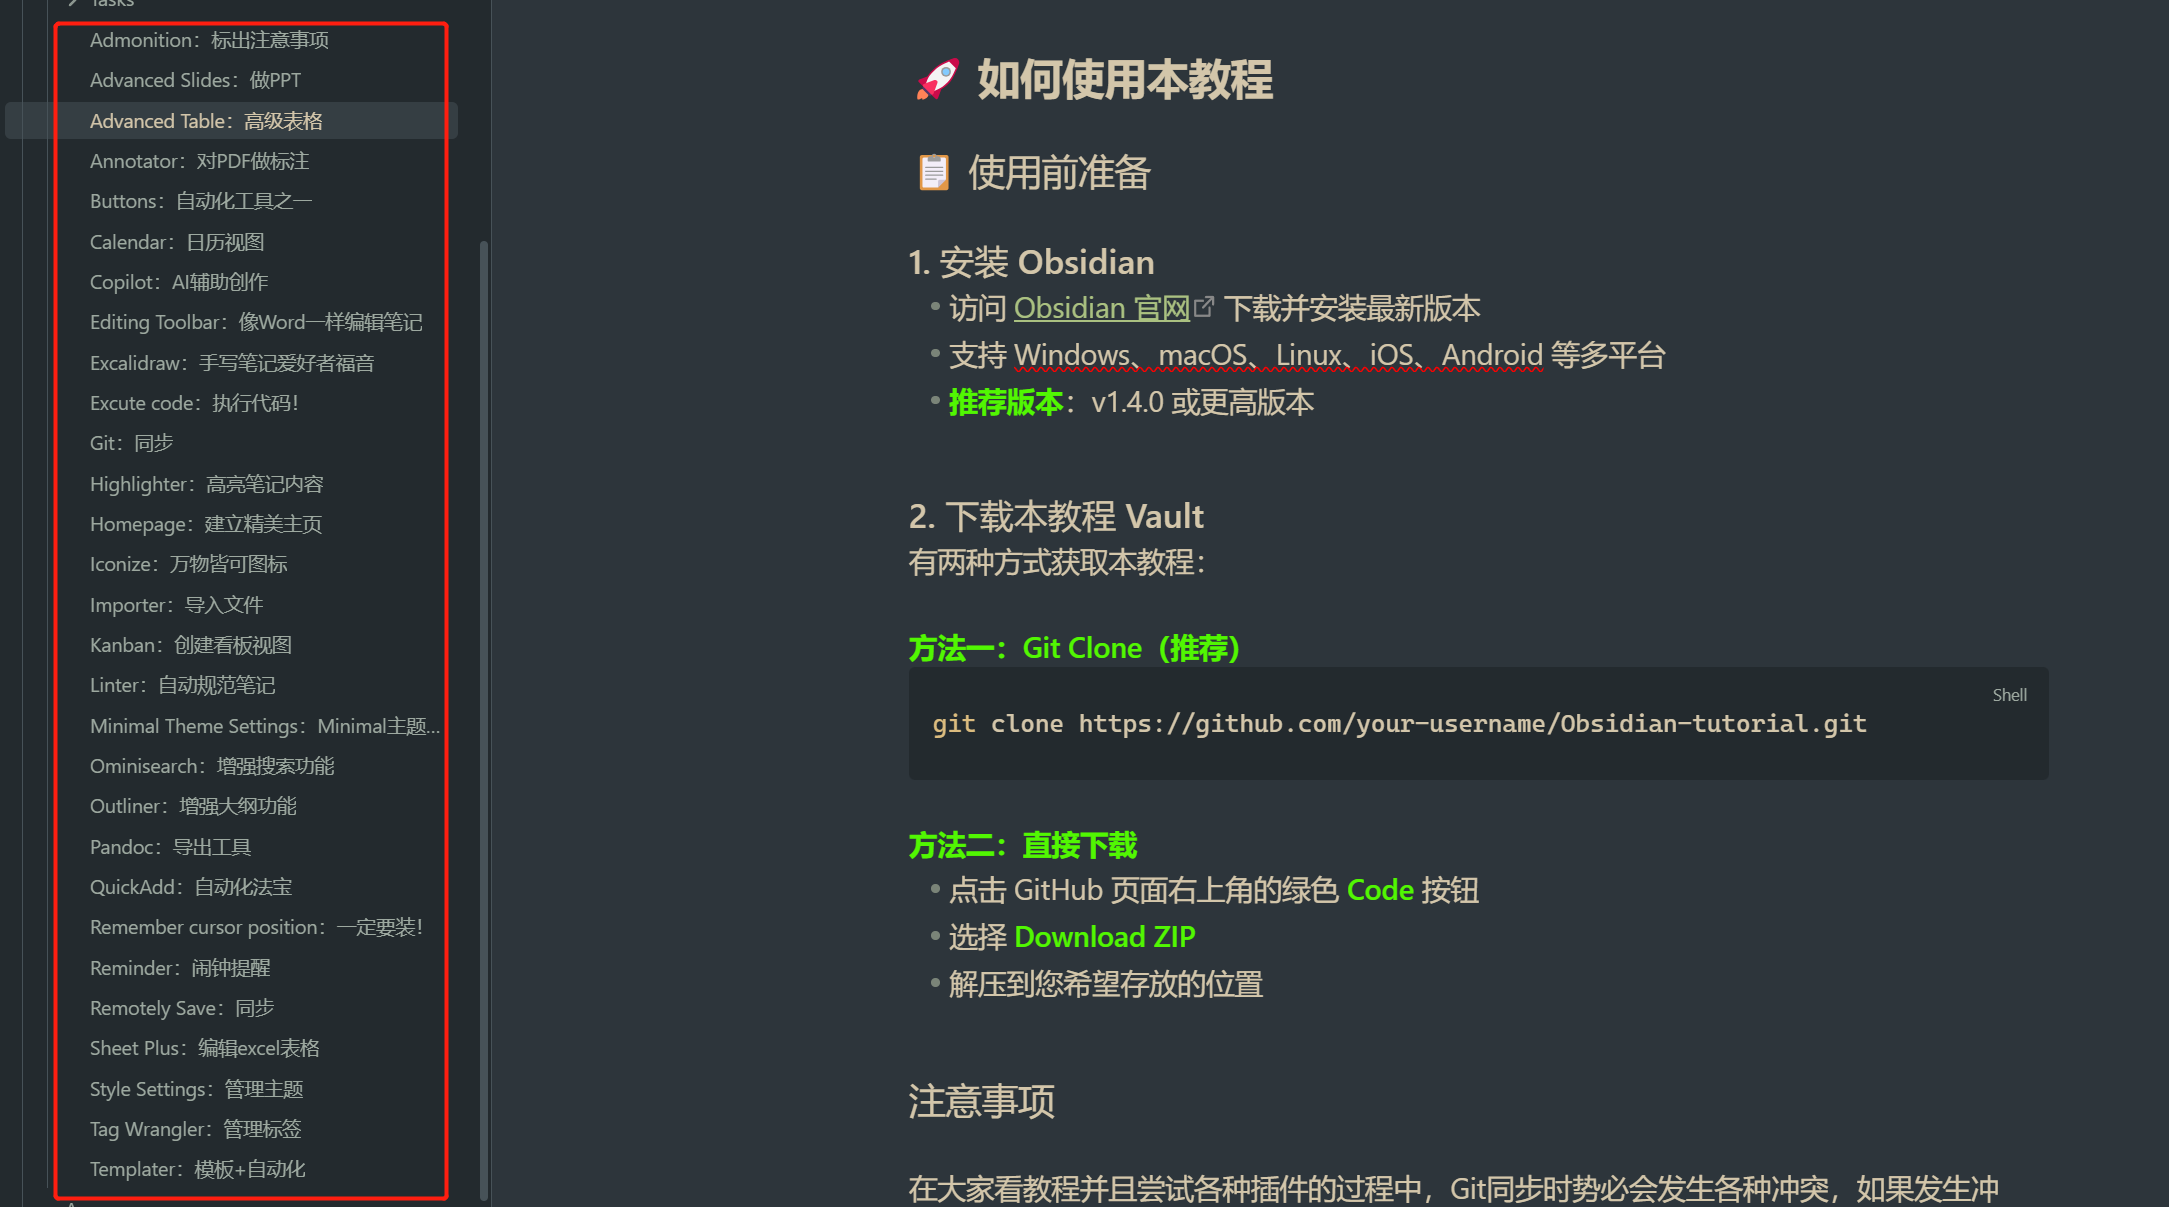 Tasks
Admonition：标出注意事项
Advanced Slides：做PPT
Advanced Table：高级表格
Annotator：对PDF做标注
Buttons：自动化工具之一
Calendar：日历视图
Copilot：AI辅助创作
Editing Toolbar：像Word一样编辑笔记
Excalidraw：手写笔记爱好者福音
Excute code：执行代码！
Git：同步
Highlighter：高亮笔记内容
Homepage：建立精美主页
Iconize：万物皆可图标
Importer：导入文件
Kanban：创建看板视图
Linter：自动规范笔记
Minimal Theme Settings：Minimal主题...
Ominisearch：增强搜索功能
Outliner：增强大纲功能
Pandoc：导出工具
QuickAdd：自动化法宝
Remember cursor position：一定要装！
Reminder：闹钟提醒
Remotely Save：同步
Sheet Plus：编辑excel表格
Style Settings：管理主题
Tag Wrangler：管理标签
Templater：模板+自动化
🚀 如何使用本教程
📋 使用前准备
1. 安装 Obsidian
• 访问 Obsidian 官网 下载并安装最新版本
• 支持 Windows、macOS、Linux、iOS、Android 等多平台
• 推荐版本：v1.4.0 或更高版本
2. 下载本教程 Vault
有两种方式获取本教程：
方法一：Git Clone（推荐）
Shell
git clone https://github.com/your-username/Obsidian-tutorial.git
方法二：直接下载
• 点击 GitHub 页面右上角的绿色 Code 按钮
• 选择 Download ZIP
• 解压到您希望存放的位置
注意事项
在大家看教程并且尝试各种插件的过程中，Git同步时势必会发生各种冲突，如果发生冲